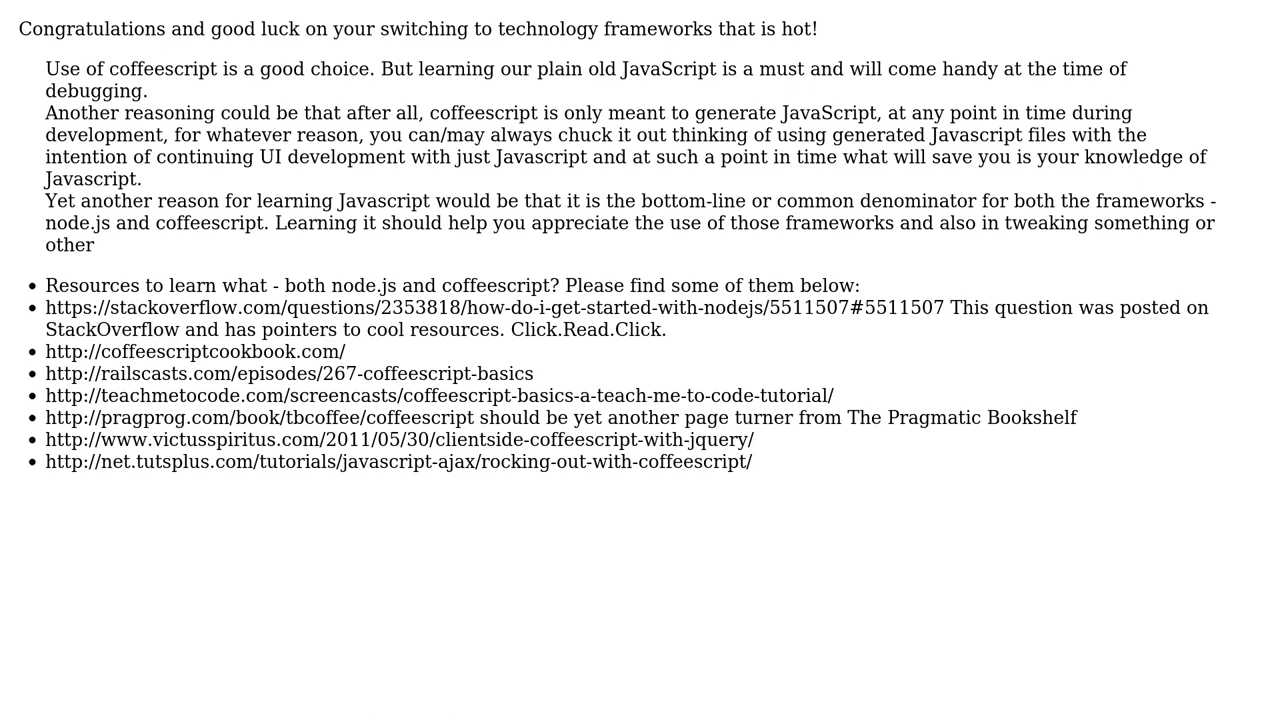 Congratulations and good luck on your switching to technology frameworks that is hot!
Use of coffeescript is a good choice. But learning our plain old JavaScript is a must and will come handy at the time of
debugging.
Another reasoning could be that after all, coffeescript is only meant to generate JavaScript, at any point in time during
development, for whatever reason, you can/may always chuck it out thinking of using generated Javascript files with the
intention of continuing UI development with just Javascript and at such a point in time what will save you is your knowledge of
Javascript.
Yet another reason for learning Javascript would be that it is the bottom-line or common denominator for both the frameworks -
node.js and coffeescript. Learning it should help you appreciate the use of those frameworks and also in tweaking something or
other
• Resources to learn what - both node.js and coffeescript? Please find some of them below:
• https://stackoverflow.com/questions/2353818/how-do-i-get-started-with-nodejs/5511507#5511507 This question was posted on
StackOverflow and has pointers to cool resources. Click.Read.Click.
• http://coffeescriptcookbook.com/
• http://railscasts.com/episodes/267-coffeescript-basics
• http://teachmetocode.com/screencasts/coffeescript-basics-a-teach-me-to-code-tutorial/
• http://pragprog.com/book/tbcoffee/coffeescript should be yet another page turner from The Pragmatic Bookshelf
• http://www.victusspiritus.com/2011/05/30/clientside-coffeescript-with-jquery/
• http://net.tutsplus.com/tutorials/javascript-ajax/rocking-out-with-coffeescript/